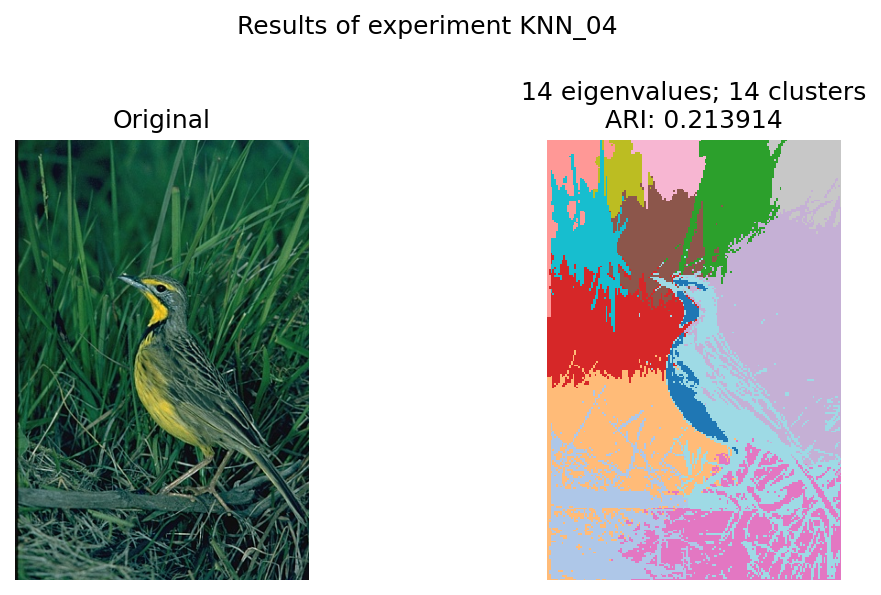 Results of experiment KNN_04
Original
14 eigenvalues; 14 clusters
ARI: 0.213914